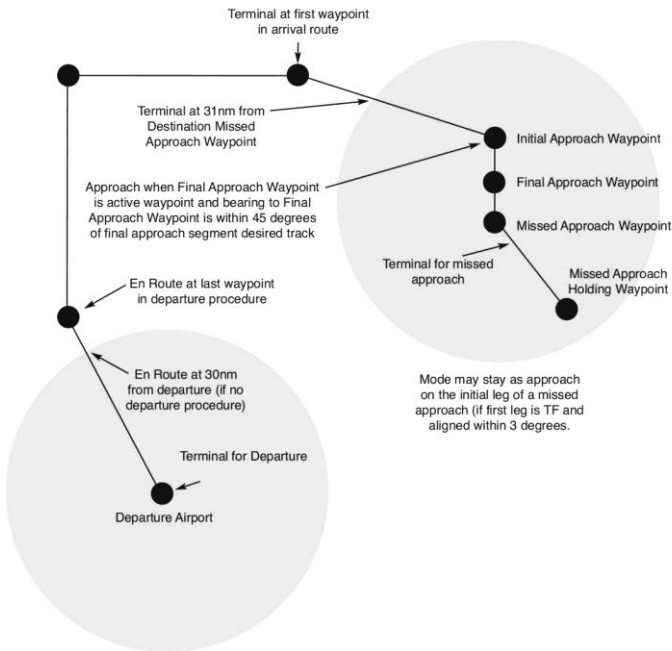 Terminal at first waypoint
in arrival route
Terminal at 31nm from
Destination Missed
Approach Waypoint
Initial Approach Waypoint
Approach when Final Approach Waypoint
is active waypoint and bearing to Final
Approach Waypoint is within 45 degrees
of final approach segment desired track
Final Approach Waypoint
Missed Approach Waypoint
Terminal for missed
approach
Missed Approach
Holding Waypoint
En Route at last waypoint
in departure procedure
En Route at 30nm
from departure (if no
departure procedure)
Mode may stay as approach
on the initial leg of a missed
approach (if first leg is TF and
aligned within 3 degrees.
Terminal for Departure
Departure Airport